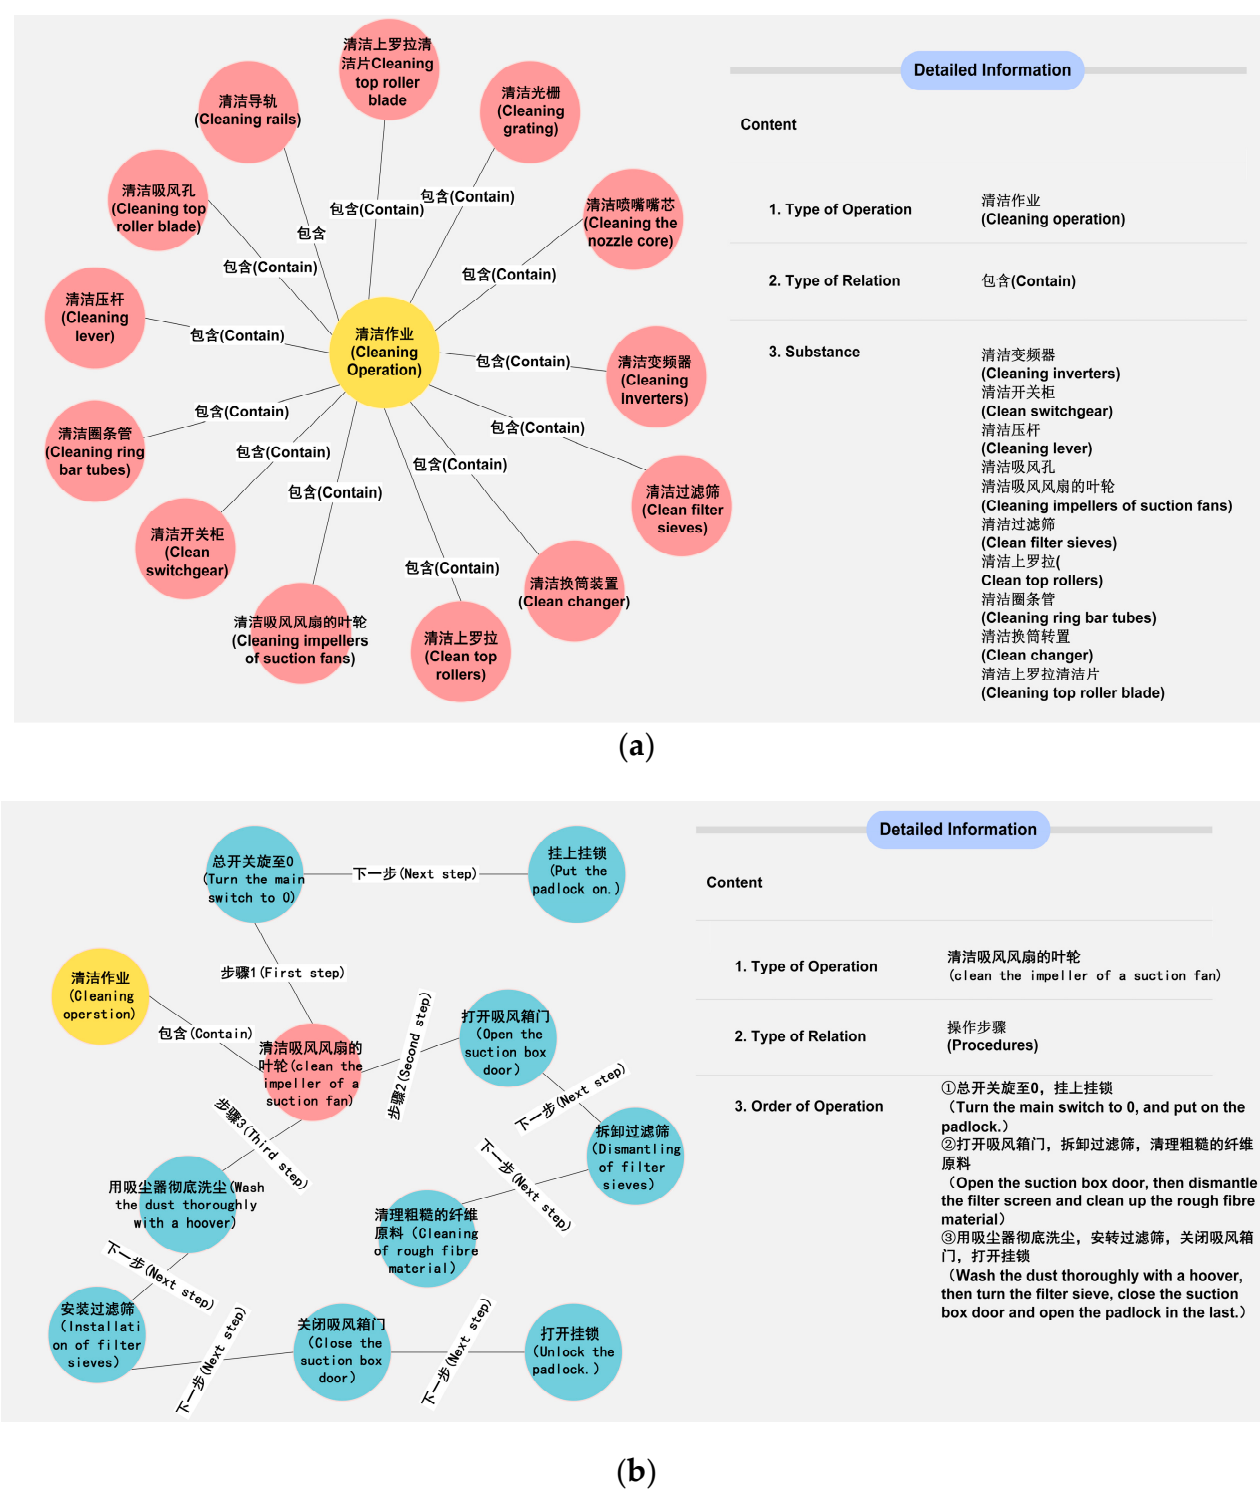 清洁上罗拉清
洁片Cleaning
top roller
blade
清洁导轨
(Cleaning rails)
清洁光栅
(Cleaning
grating)
清洁吸风孔
(Cleaning top
roller blade)
清洁喷嘴嘴芯
(Cleaning the
nozzle core)
包含(Contain)
包含(Contain)
包含
包含(Contain)
包含(Contain)
清洁压杆
(Cleaning
lever)
包含(Contain)
清洁作业
(Cleaning
Operation)
包含(Contain)
清洁变频器
(Cleaning
Inverters)
包含(Contain)
包含(Contain)
清洁圈条管
(Cleaning ring
bar tubes)
包含(Contain)
包含(Contain)
包含(Contain)
清洁过滤筛
(Clean filter
sieves)
清洁开关柜
(Clean
switchgear)
包含(Contain)
清洁换筒装置
(Clean changer)
清洁吸风风扇的叶轮
(Cleaning impellers
of suction fans)
清洁上罗拉
(Clean top
rollers)
Detailed Information
Content
1. Type of Operation
清洁作业
(Cleaning operation)
2. Type of Relation
包含(Contain)
3. Substance
清洁变频器
(Cleaning inverters)
清洁开关柜
(Clean switchgear)
清洁压杆
(Cleaning lever)
清洁吸风孔
清洁吸风风扇的叶轮
(Cleaning impellers of suction fans)
清洁过滤筛
(Clean filter sieves)
清洁上罗拉(
Clean top rollers)
清洁圈条管
(Cleaning ring bar tubes)
清洁换筒转置
(Clean changer)
清洁上罗拉清洁片
(Cleaning top roller blade)
(a)
总开关旋至0
(Turn the main
switch to 0)
下一步(Next step)
挂上挂锁
(Put the
padlock on.)
步骤1(First step)
清洁作业
(Cleaning
operstion)
包含(Contain)
清洁吸风风扇的
叶轮(clean the
impeller of a
suction fan)
步骤2(Second step)
打开吸风箱门
(Open the
suction box
door)
下一步(Next step)
拆卸过滤筛
(Dismantling
of filter
sieves)
下一步(Next step)
清理粗糙的纤维
原料 (Cleaning
of rough fibre
material)
步骤3(Third step)
用吸尘器彻底洗尘(Wash
the dust thoroughly
with a hoover)
下一步(Next step)
安装过滤筛
(Installati
on of filter
sieves)
下一步(Next step)
关闭吸风箱门
(Close the
suction box
door)
下一步(Next step)
打开挂锁
(Unlock the
padlock.)
Detailed Information
Content
1. Type of Operation
清洁吸风风扇的叶轮
(clean the impeller of a suction fan)
2. Type of Relation
操作步骤
(Procedures)
3. Order of Operation
①总开关旋至0，挂上挂锁
（Turn the main switch to 0, and put on the
padlock.）
②打开吸风箱门，拆卸过滤筛，清理粗糙的纤维
原料
（Open the suction box door, then dismantle
the filter screen and clean up the rough fibre
material）
③用吸尘器彻底洗尘，安转过滤筛，关闭吸风箱
门，打开挂锁
（Wash the dust thoroughly with a hoover,
then turn the filter sieve, close the suction
box door and open the padlock in the last.）
(b)